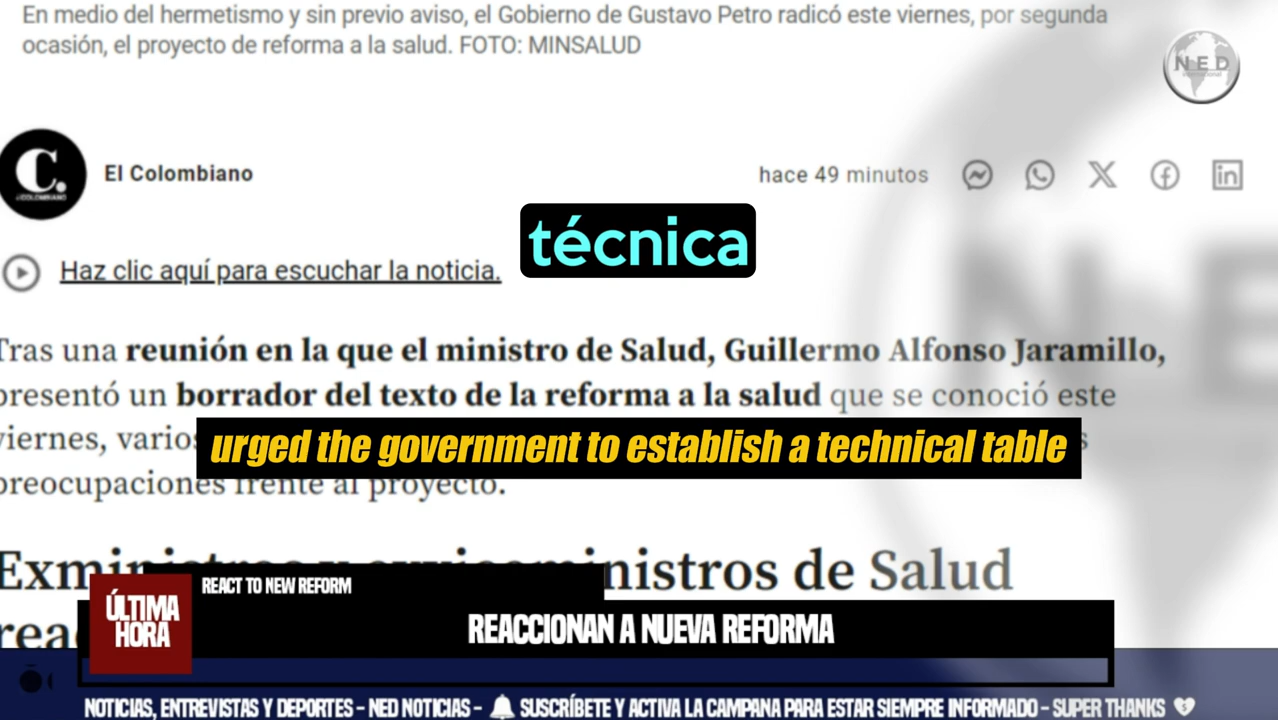 En medio del hermetismo y sin previo aviso, el Gobierno de Gustavo Petro radicó este viernes, por segunda
ocasión, el proyecto de reforma a la salud. FOTO: MINSALUD
NED
internacional
C.
EL COLOMBIANO
El Colombiano
hace 49 minutos
técnica
Haz clic aquí para escuchar la noticia.
Tras una reunión en la que el ministro de Salud, Guillermo Alfonso Jaramillo,
presentó un borrador del texto de la reforma a la salud que se conoció este
viernes,
urged the government to establish a technical table
preocupaciones frente al proyecto.
Exministros y exviceministros de Salud
REACT TO NEW REFORM
ÚLTIMA
HORA
REACCIONAN A NUEVA REFORMA
NOTICIAS, ENTREVISTAS Y DEPORTES - NED NOTICIAS - SUSCRÍBETE Y ACTIVA LA CAMPANA PARA ESTAR SIEMPRE INFORMADO - SUPER THANKS